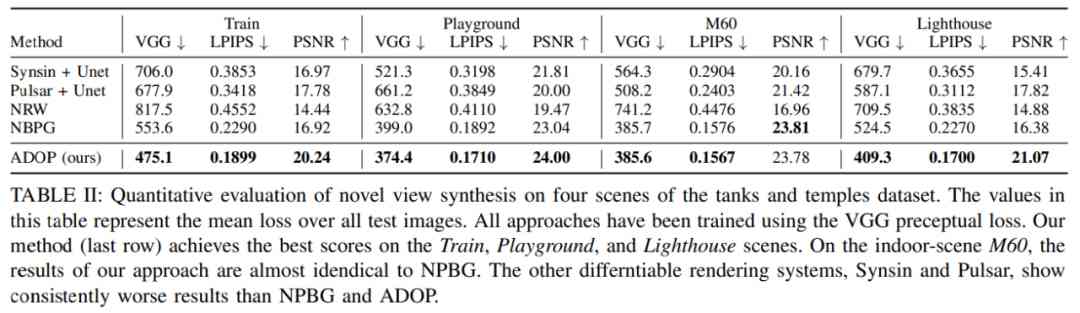 Train Playground M60 Lighthouse
Method VGG ↓ LPIPS ↓ PSNR ↑ VGG ↓ LPIPS ↓ PSNR ↑ VGG ↓ LPIPS ↓ PSNR ↑ VGG ↓ LPIPS ↓ PSNR ↑
Synsin + Unet 706.0 0.3853 16.97 521.3 0.3198 21.81 564.3 0.2904 20.16 679.7 0.3655 15.41
Pulsar + Unet 677.9 0.3418 17.78 661.2 0.3849 20.00 508.2 0.2403 21.42 587.1 0.3112 17.82
NRW 817.5 0.4552 14.44 632.8 0.4110 19.47 741.2 0.4476 16.96 709.5 0.3835 14.88
NBPG 553.6 0.2290 16.92 399.0 0.1892 23.04 385.7 0.1576 23.81 524.5 0.2270 16.38
ADOP (ours) 475.1 0.1899 20.24 374.4 0.1710 24.00 385.6 0.1567 23.78 409.3 0.1700 21.07
TABLE II: Quantitative evaluation of novel view synthesis on four scenes of the tanks and temples dataset. The values in
this table represent the mean loss over all test images. All approaches have been trained using the VGG preceptual loss. Our
method (last row) achieves the best scores on the Train, Playground, and Lighthouse scenes. On the indoor-scene M60, the
results of our approach are almost idendical to NPBG. The other differntiable rendering systems, Synsin and Pulsar, show
consistently worse results than NPBG and ADOP.